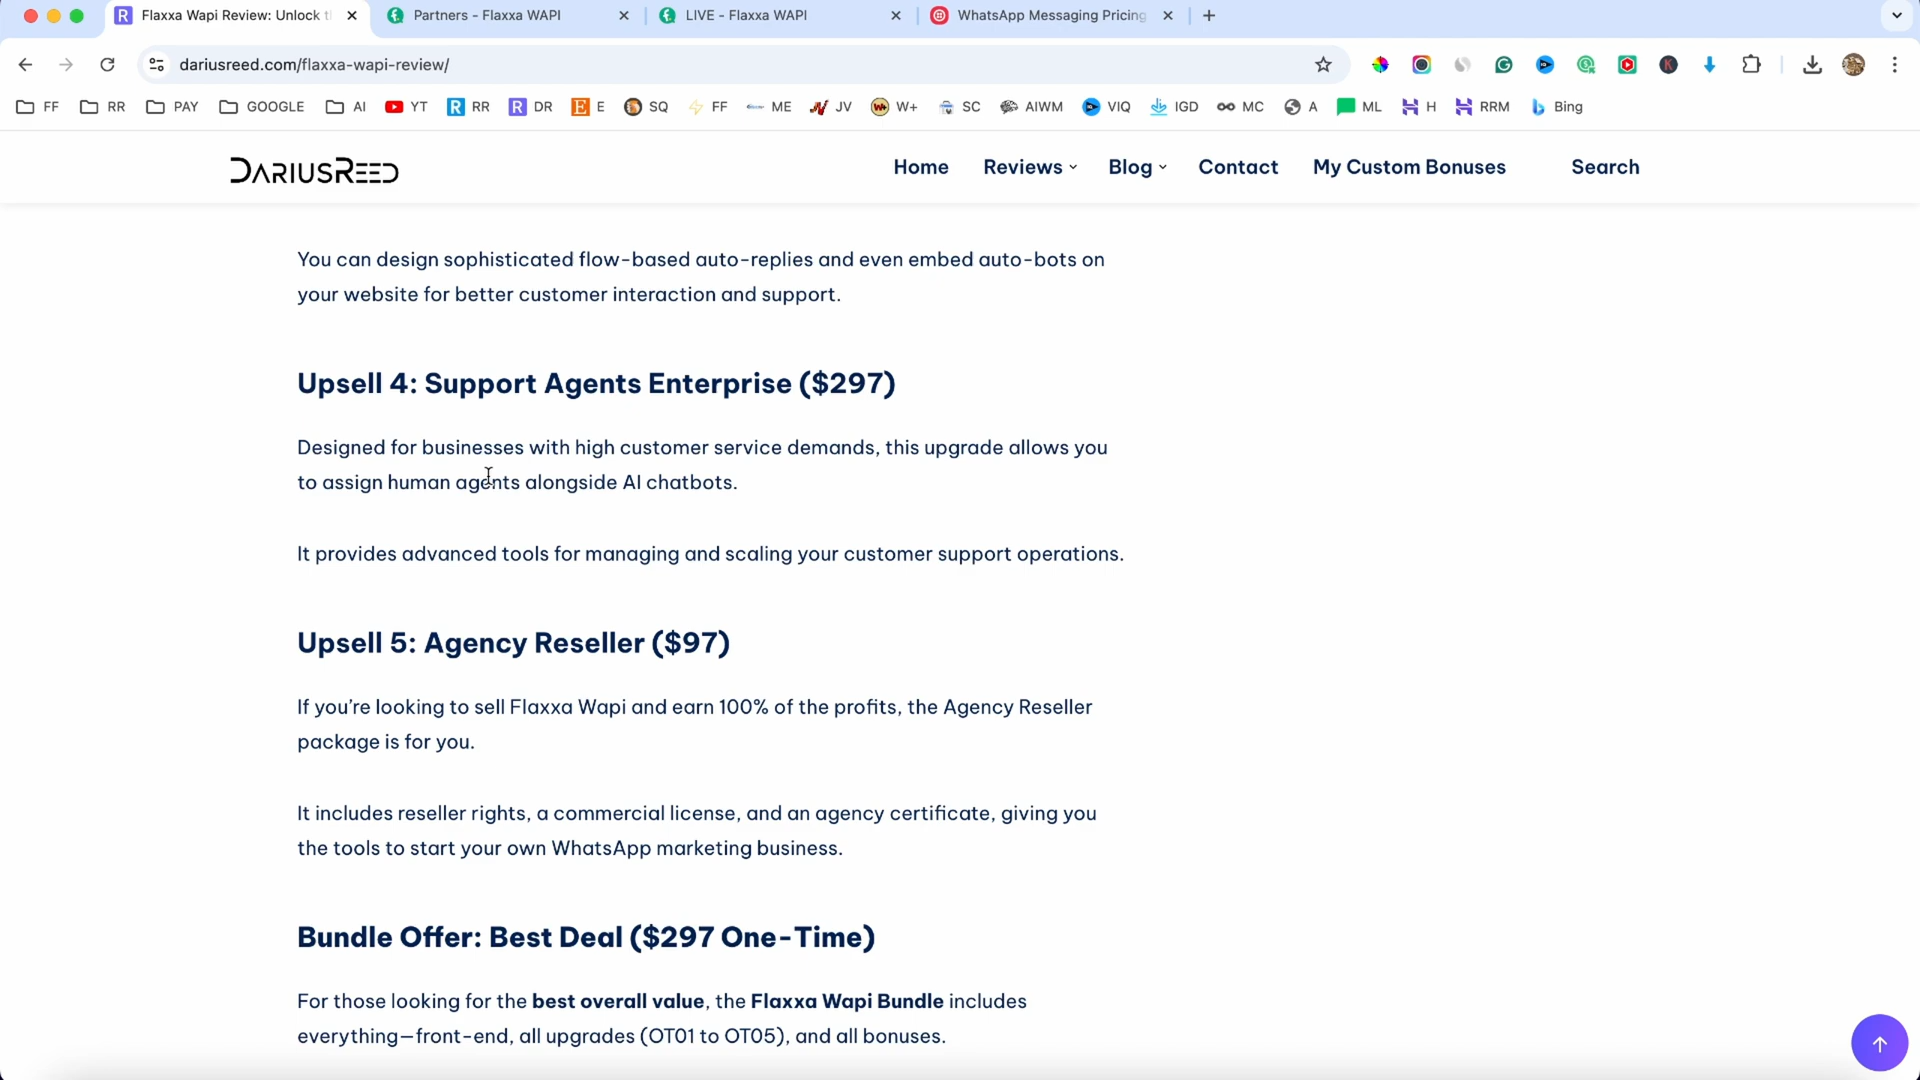 Flaxxa Wapi Review: Unlock t
Partners - Flaxxa WAPI
LIVE - Flaxxa WAPI
WhatsApp Messaging Pricing
dariusreed.com/flaxxa-wapi-review/
FF
RR
PAY
GOOGLE
AI
YT
RR
DR
E
SQ
FF
ME
JV
W+
SC
AIWM
VIQ
IGD
MC
A
ML
H
RRM
Bing
DARIUSREED
Home
Reviews
Blog
Contact
My Custom Bonuses
Search
You can design sophisticated flow-based auto-replies and even embed auto-bots on
your website for better customer interaction and support.
Upsell 4: Support Agents Enterprise ($297)
Designed for businesses with high customer service demands, this upgrade allows you
to assign human agents alongside AI chatbots.
It provides advanced tools for managing and scaling your customer support operations.
Upsell 5: Agency Reseller ($97)
If you're looking to sell Flaxxa Wapi and earn 100% of the profits, the Agency Reseller
package is for you.
It includes reseller rights, a commercial license, and an agency certificate, giving you
the tools to start your own WhatsApp marketing business.
Bundle Offer: Best Deal ($297 One-Time)
For those looking for the best overall value, the Flaxxa Wapi Bundle includes
everything—front-end, all upgrades (OT01 to OT05), and all bonuses.